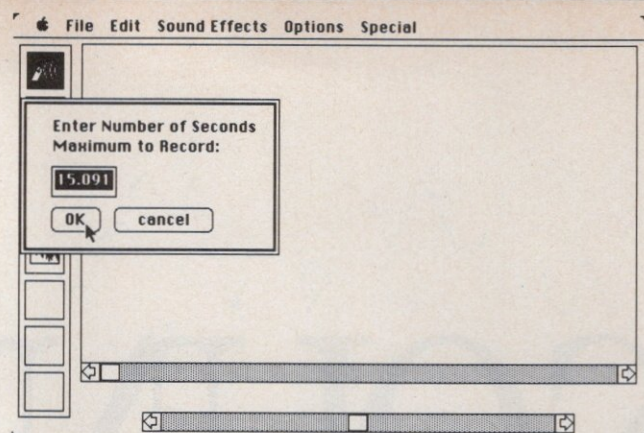 File Edit Sound Effects Options Special
Enter Number of Seconds
Maximum to Record:
15.091
OK cancel